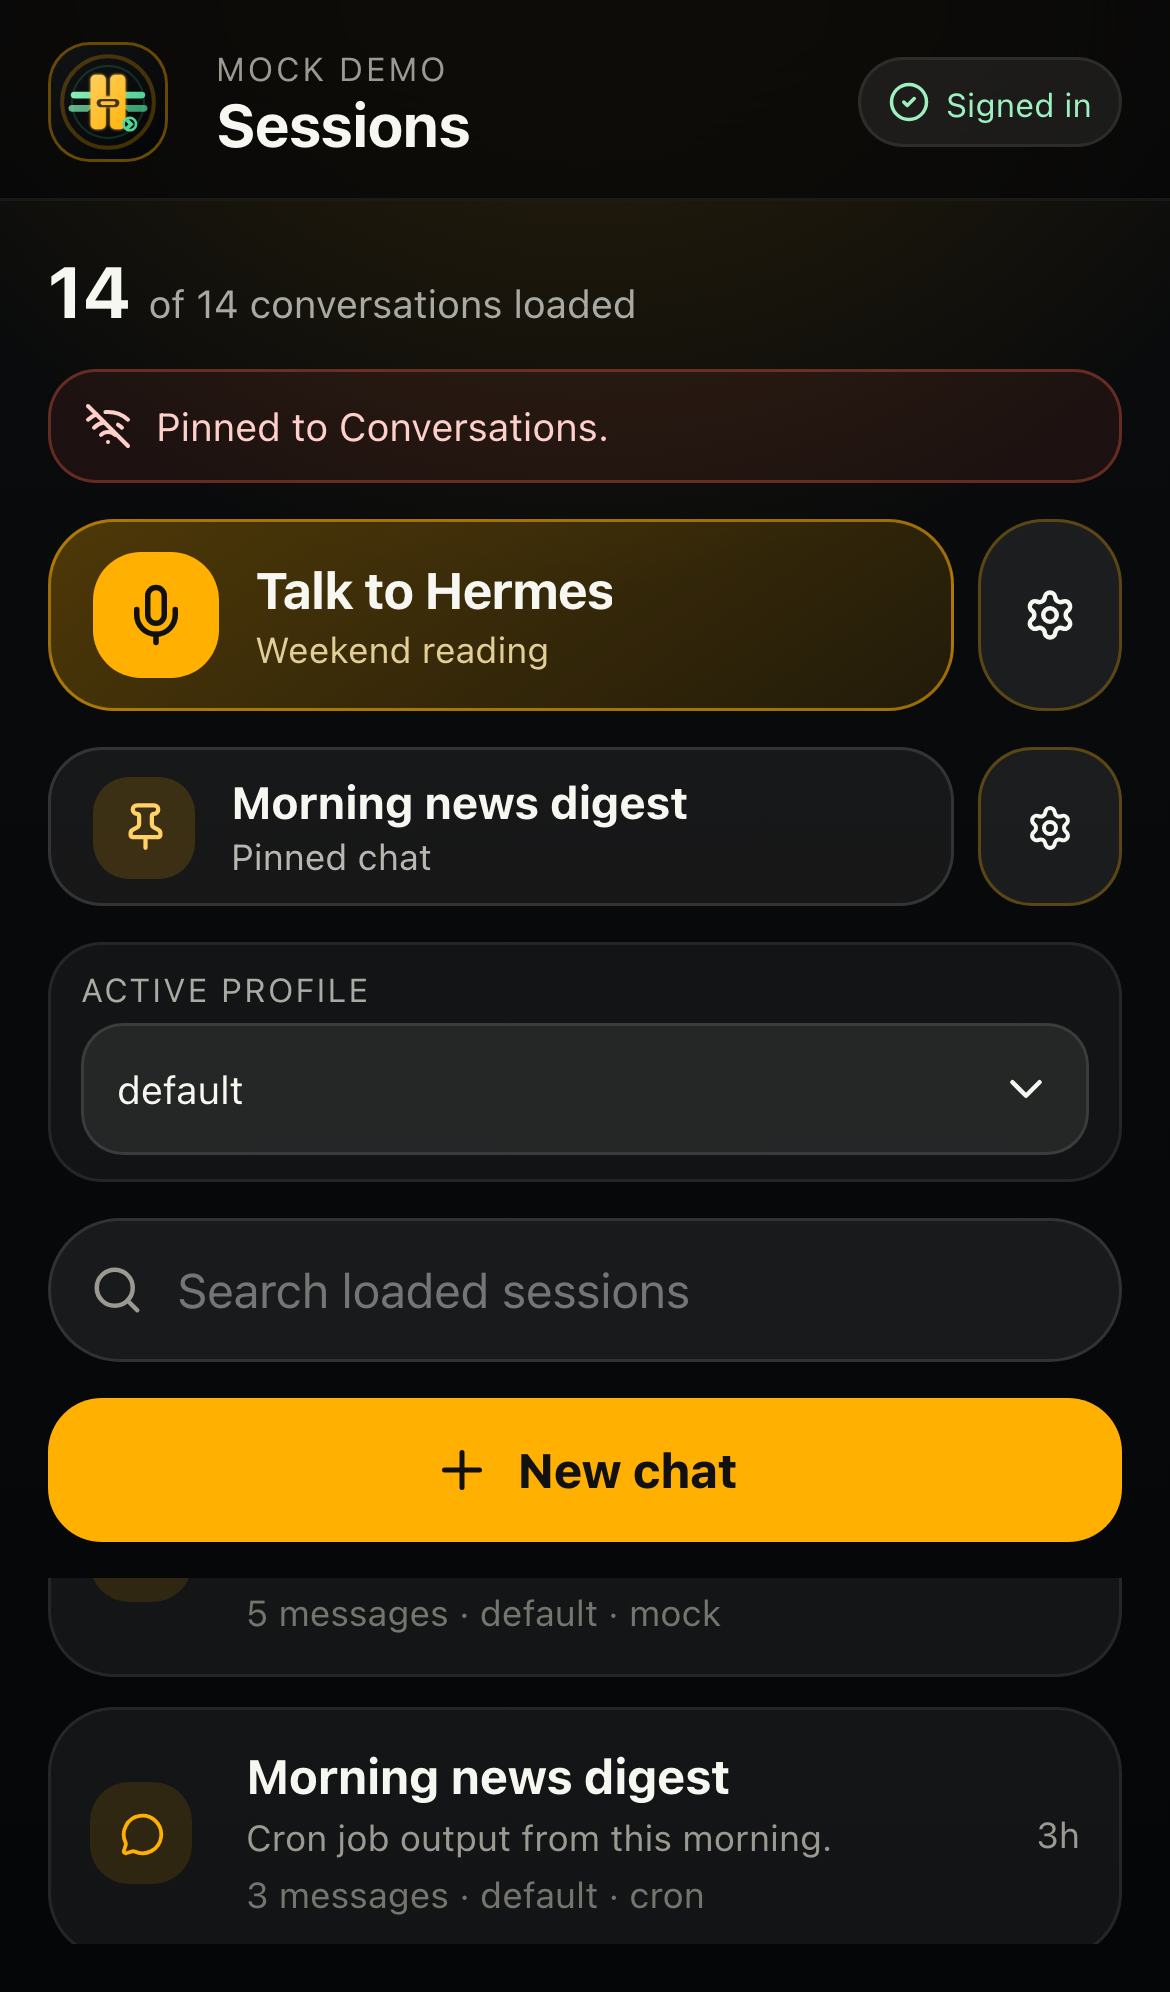 MOCK DEMO
Sessions
Signed in
14 of 14 conversations loaded
Pinned to Conversations.
Talk to Hermes
Weekend reading
Morning news digest
Pinned chat
ACTIVE PROFILE
default
Search loaded sessions
New chat
5 messages · default · mock
Morning news digest
Cron job output from this morning.
3h
3 messages · default · cron